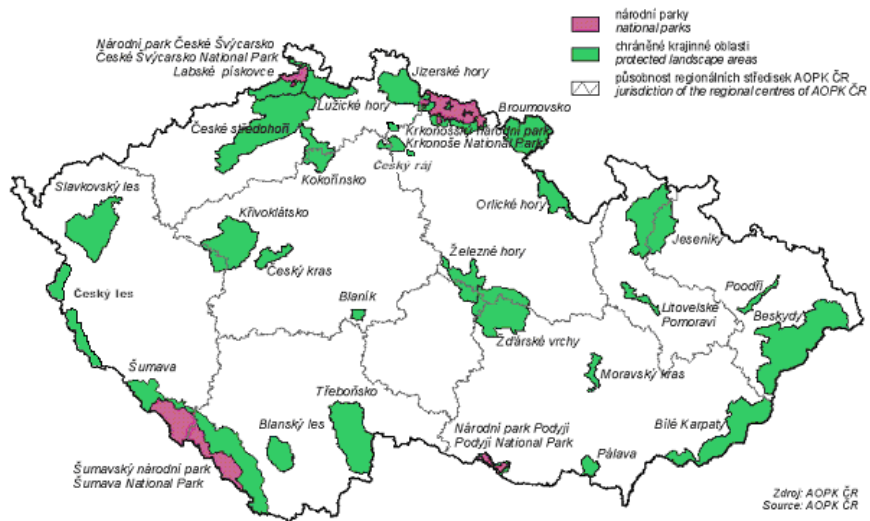 národní parky
national parks
chráněné krajinné oblasti
protected landscape areas
působnost regionálních středisek AOPK ČR
jurisdiction of the regional centres of AOPK ČR
Národní park České Švýcarsko
České Švýcarsko National Park
Labské pískovce
Jizerské hory
Lužické hory
Broumovsko
České středohoří
Krkonošský národní park
Krkonoše National Park
Český ráj
Kokořínsko
Slavkovský les
Orlické hory
Křivoklátsko
Jeseníky
Železné hory
Český kras
Poodří
Český les
Blaník
Litovelské
Pomoraví
Beskydy
Žďárské vrchy
Šumava
Moravský kras
Třeboňsko
Blanský les
Národní park Podyjí
Podyjí National Park
Bílé Karpaty
Šumavský národní park
Šumava National Park
Pálava
Zdroj: AOPK ČR
Source: AOPK ČR